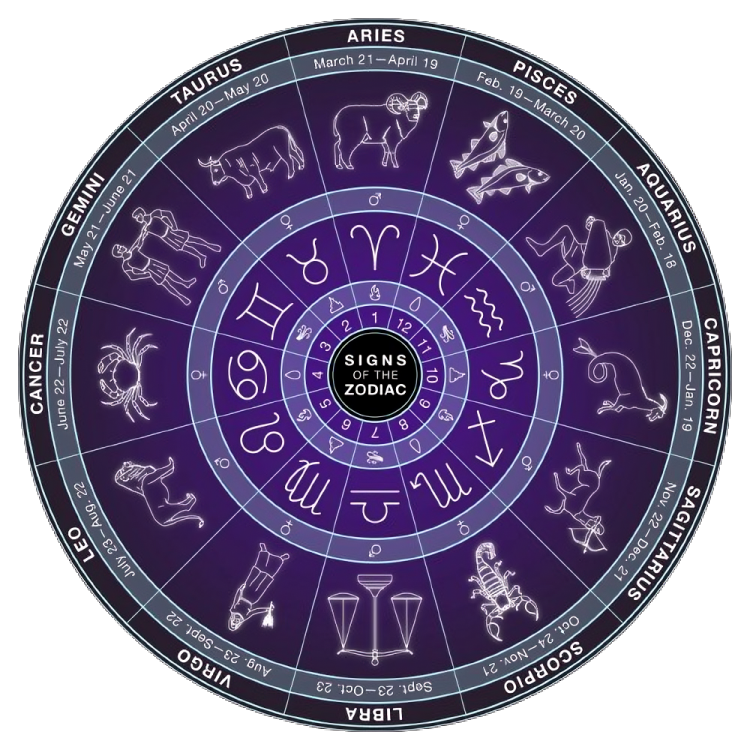 ARIES
March 21—April 19
TAURUS
April 20—May 20
GEMINI
May 21—June 21
CANCER
June 22—July 22
LEO
July 23—Aug. 22
VIRGO
Aug. 23—Sept. 22
LIBRA
Sept. 23—Oct. 23
SCORPIO
Oct. 24—Nov. 21
SAGITTARIUS
Nov. 22—Dec. 21
CAPRICORN
Dec. 22—Jan. 19
AQUARIUS
Jan. 20—Feb. 18
PISCES
Feb. 19—March 20
1
2
3
4
5
6
7
8
9
10
11
12
SIGNS
OF THE
ZODIAC